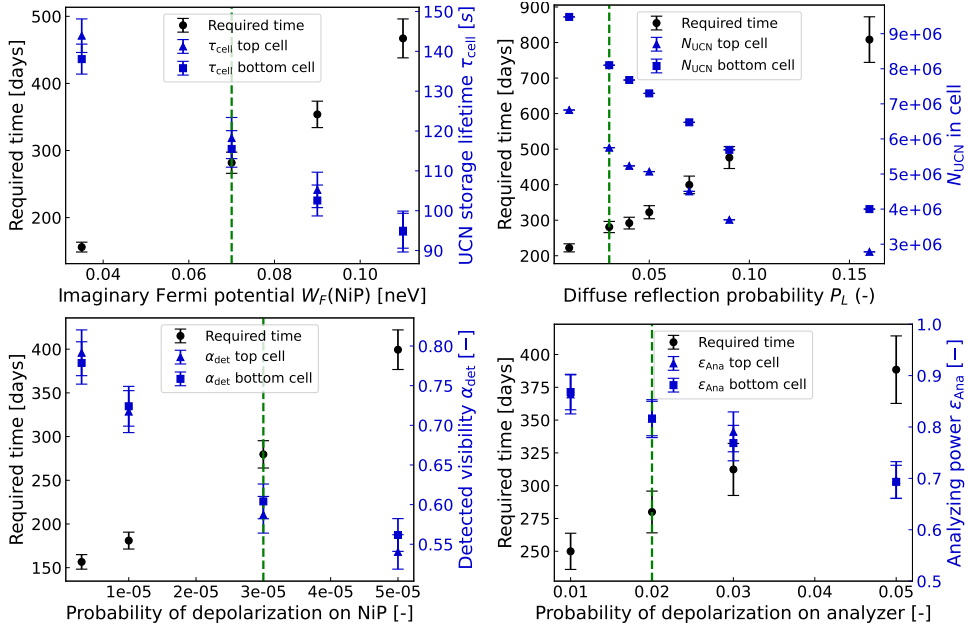 Required time
τcell top cell
τcell bottom cell
500
400
300
200
150
140
130
120
110
100
90
Required time [days]
UCN storage lifetime τcell [s]
0.04
0.06
0.08
0.10
Imaginary Fermi potential WF(NiP) [neV]
Required time
NUCN top cell
NUCN bottom cell
900
800
700
600
500
400
300
200
9e+06
8e+06
7e+06
6e+06
5e+06
4e+06
3e+06
Required time [days]
NUCN in cell
0.05
0.10
0.15
Diffuse reflection probability PL (-)
Required time
αdet top cell
αdet bottom cell
400
350
300
250
200
150
0.80
0.75
0.70
0.65
0.60
0.55
Required time [days]
Detected visibility αdet [−]
1e-05
2e-05
3e-05
4e-05
5e-05
Probability of depolarization on NiP [-]
Required time
εAna top cell
εAna bottom cell
400
375
350
325
300
275
250
1.0
0.9
0.8
0.7
0.6
0.5
Required time [days]
Analyzing power εAna [−]
0.01
0.02
0.03
0.04
0.05
Probability of depolarization on analyzer [-]